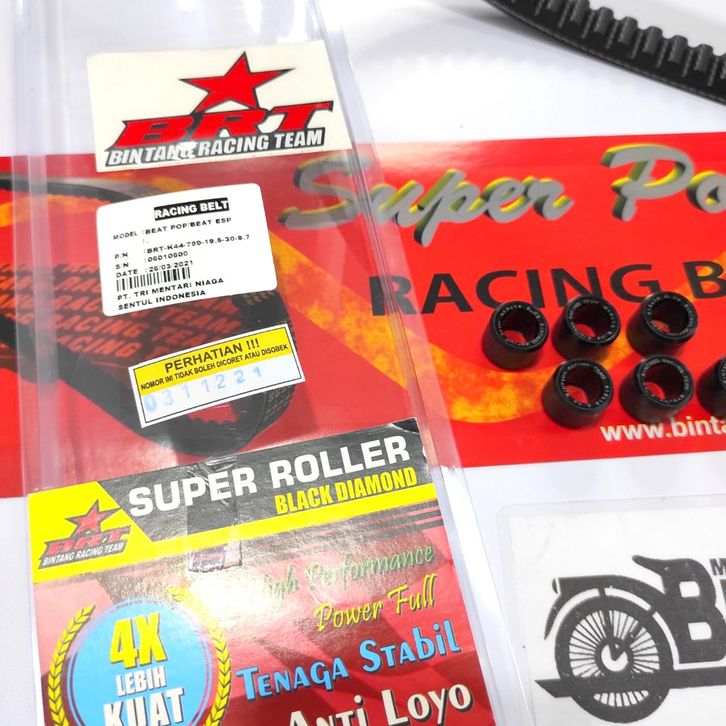 BRT
BINTANG RACING TEAM
RACING BELT
MODEL : BEAT POP/BEAT ESP
P/N : BRT-K44-799-19.5-30-8.7
S/N : 06010600
DATE : 26/03/2021
PT. TRI MENTARI NIAGA
SENTUL INDONESIA
PERHATIAN !!!
NOMOR INI TIDAK BOLEH DICORET ATAU DISOBEK
0311221
Super Po
RACING B
www.bintan
SUPER ROLLER
BLACK DIAMOND
BRT
BINTANG RACING TEAM
High Performance
Power Full
4X
LEBIH
KUAT
TENAGA STABIL
ANTI LOYO
M
B